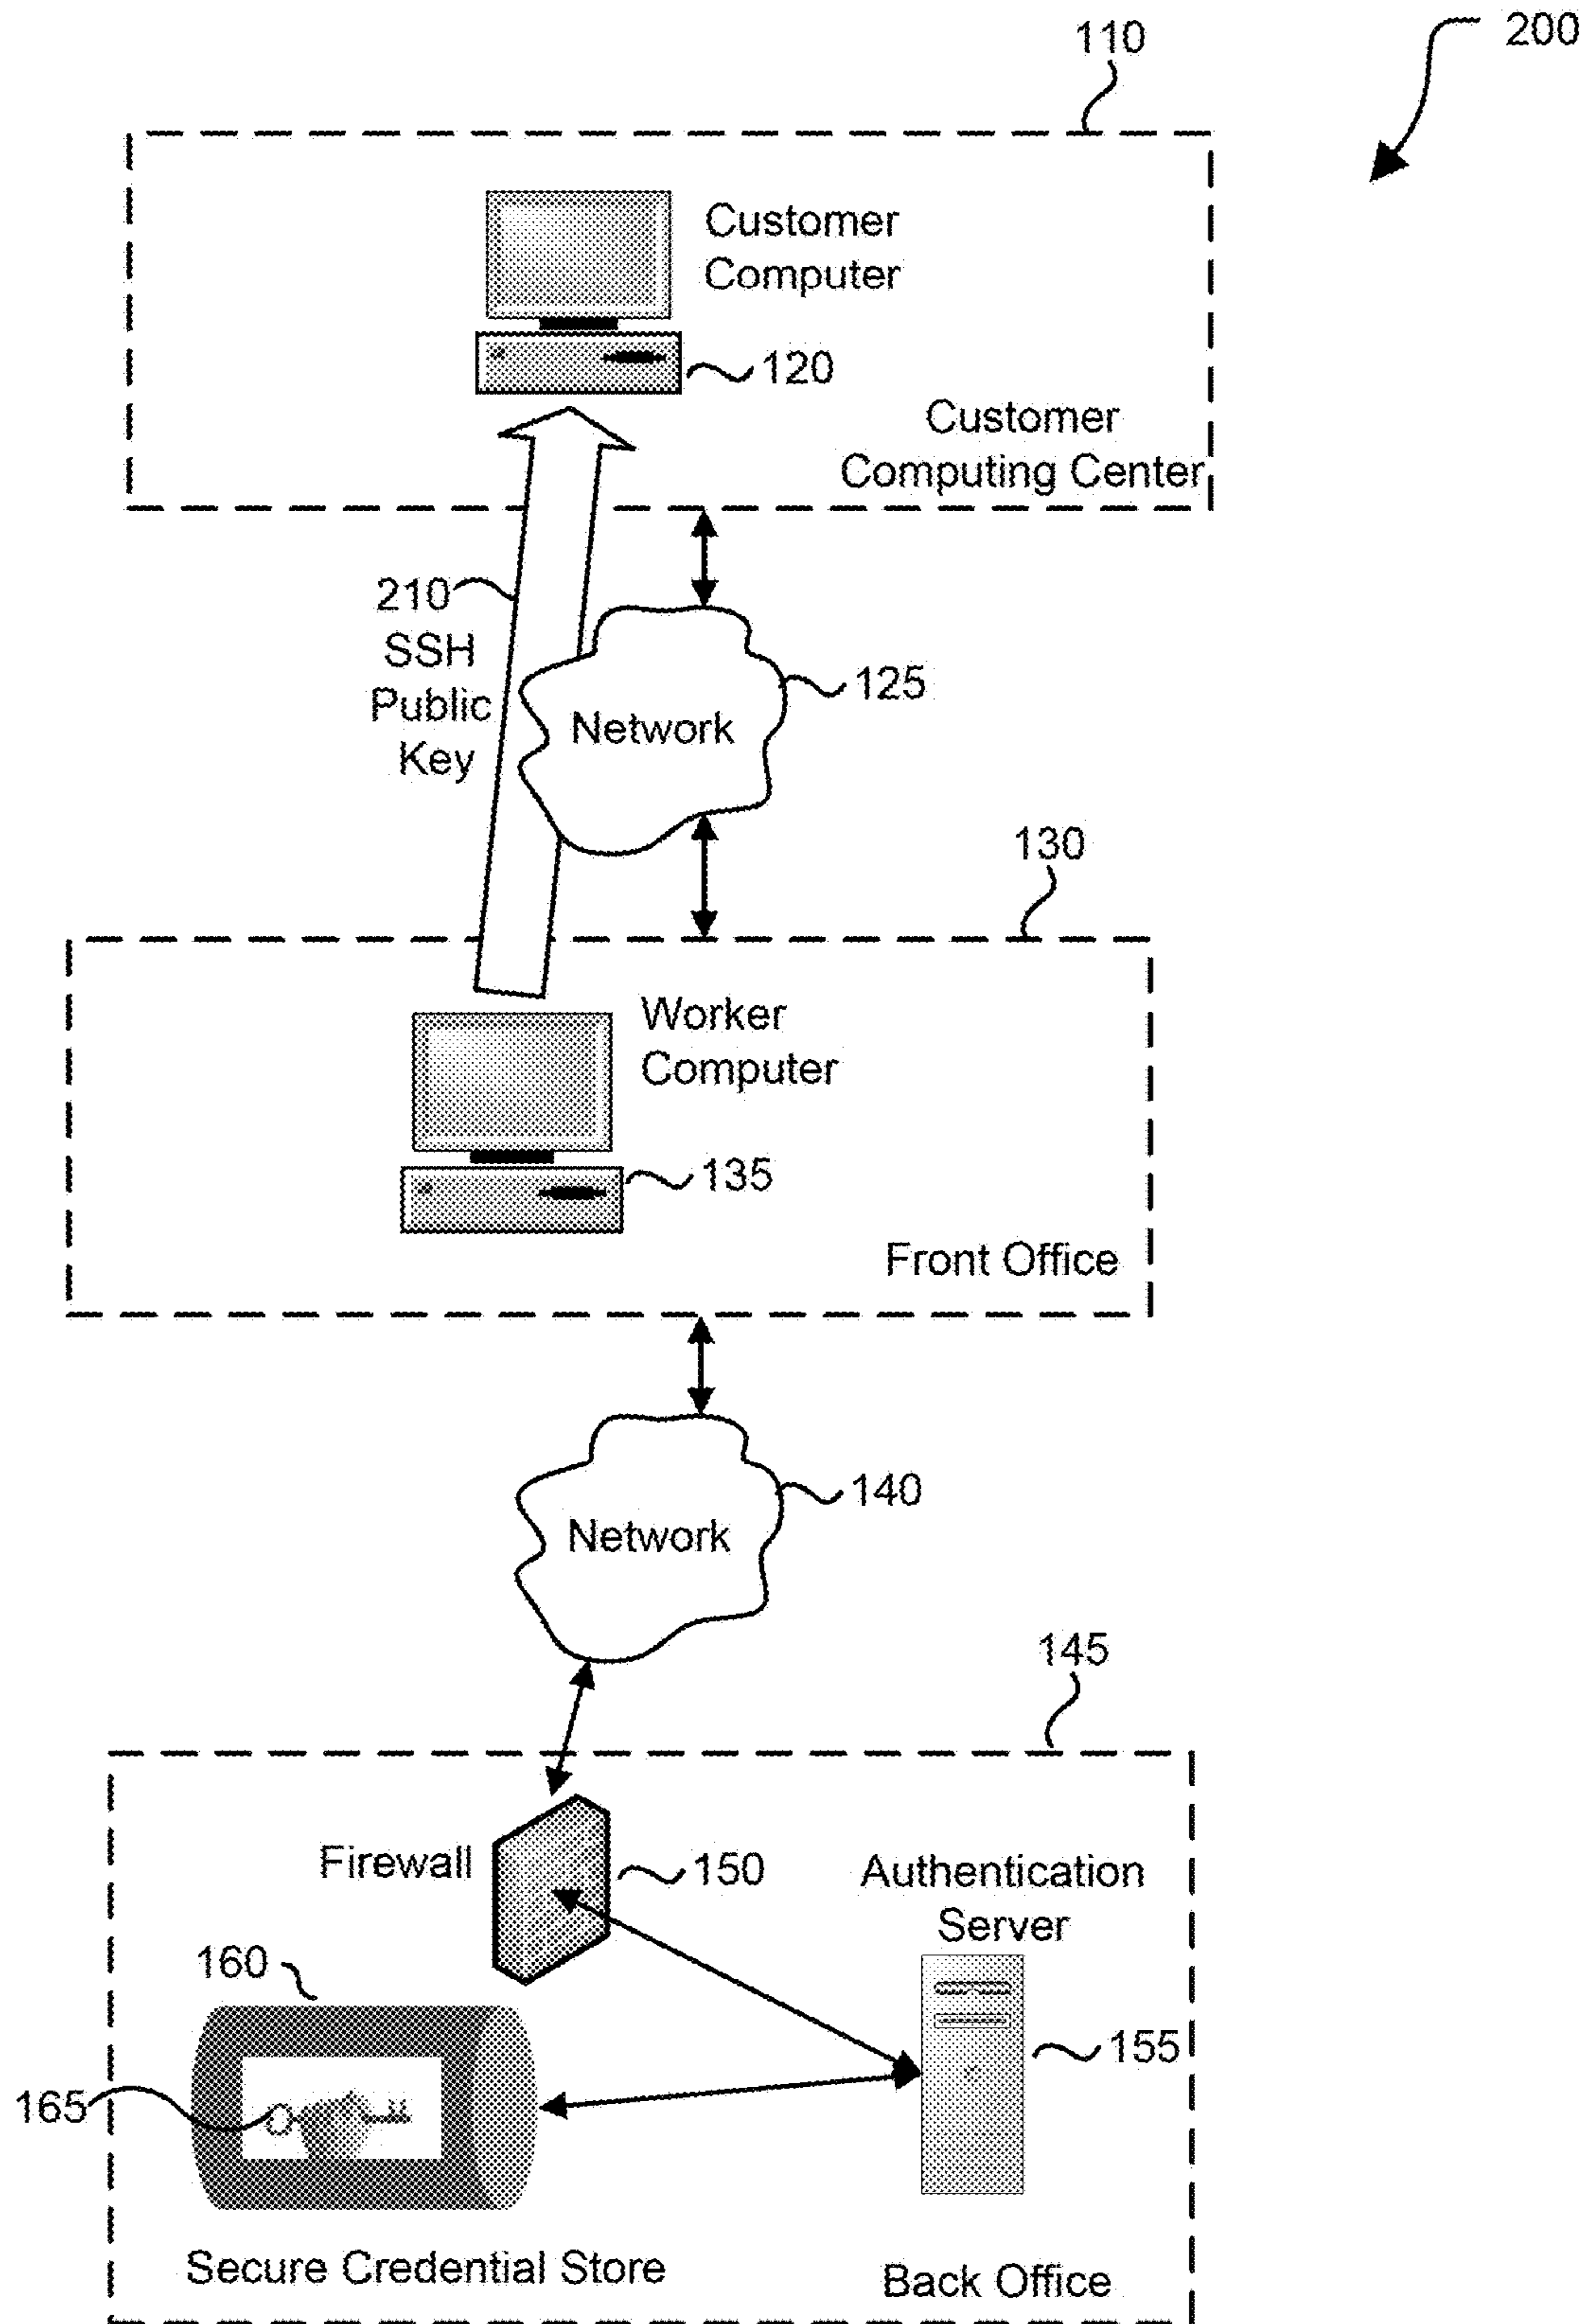 200
110
Customer
Computer
120
Customer
Computing Center
210
SSH
Public
Key
125
Network
130
Worker
Computer
135
Front Office
140
Network
145
Firewall
150
Authentication
Server
160
155
165
Secure Credential Store
Back Office